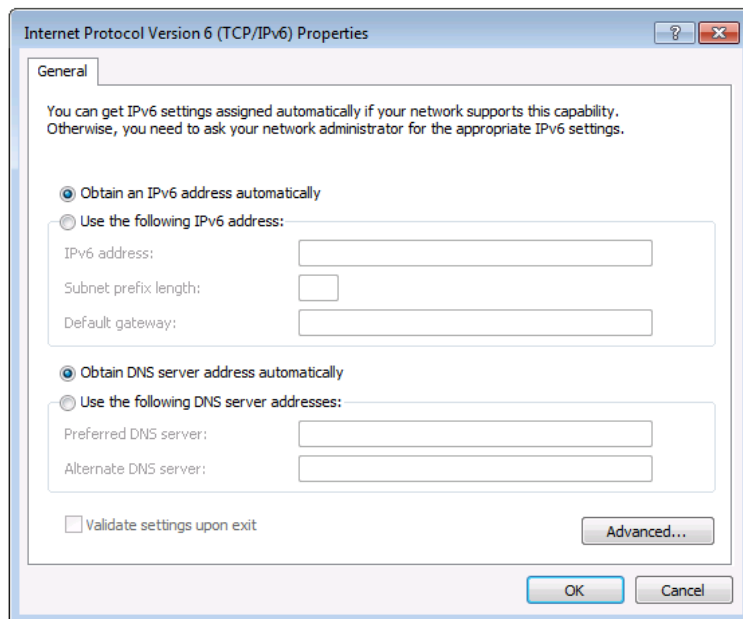 Internet Protocol Version 6 (TCP/IPv6) Properties
?
General
You can get IPv6 settings assigned automatically if your network supports this capability.
Otherwise, you need to ask your network administrator for the appropriate IPv6 settings.
Obtain an IPv6 address automatically
Use the following IPv6 address:
IPv6 address:
Subnet prefix length:
Default gateway:
Obtain DNS server address automatically
Use the following DNS server addresses:
Preferred DNS server:
Alternate DNS server:
Validate settings upon exit
Advanced...
OK Cancel